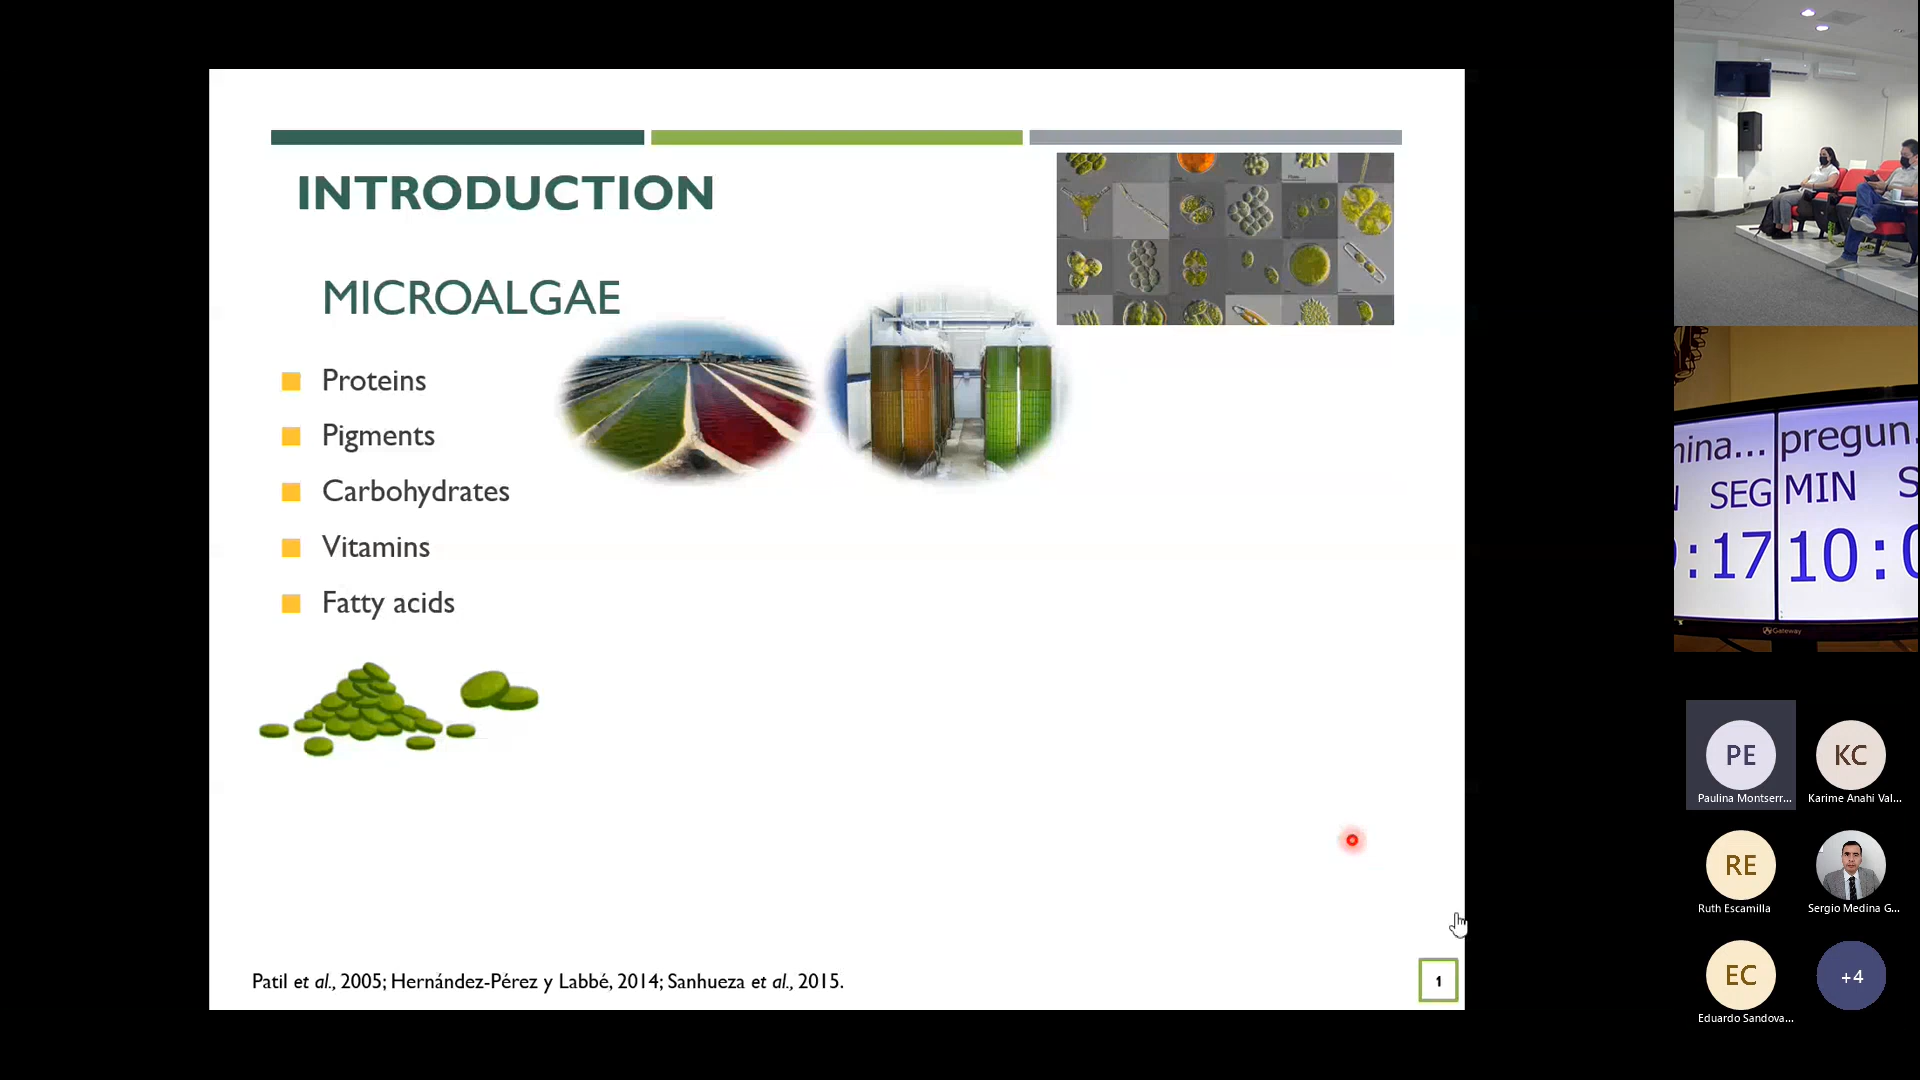 INTRODUCTION
MICROALGAE
Proteins
Pigments
Carbohydrates
Vitamins
Fatty acids
Patil et al., 2005; Hernández-Pérez y Labbé, 2014; Sanhueza et al., 2015.
1
ina... pregun.
SEG MIN S
:17 10:0
Gateway
PE
KC
Paulina Montserr...
Karime Anahi Val...
RE
Ruth Escamilla
Sergio Medina G...
EC
+4
Eduardo Sandova...